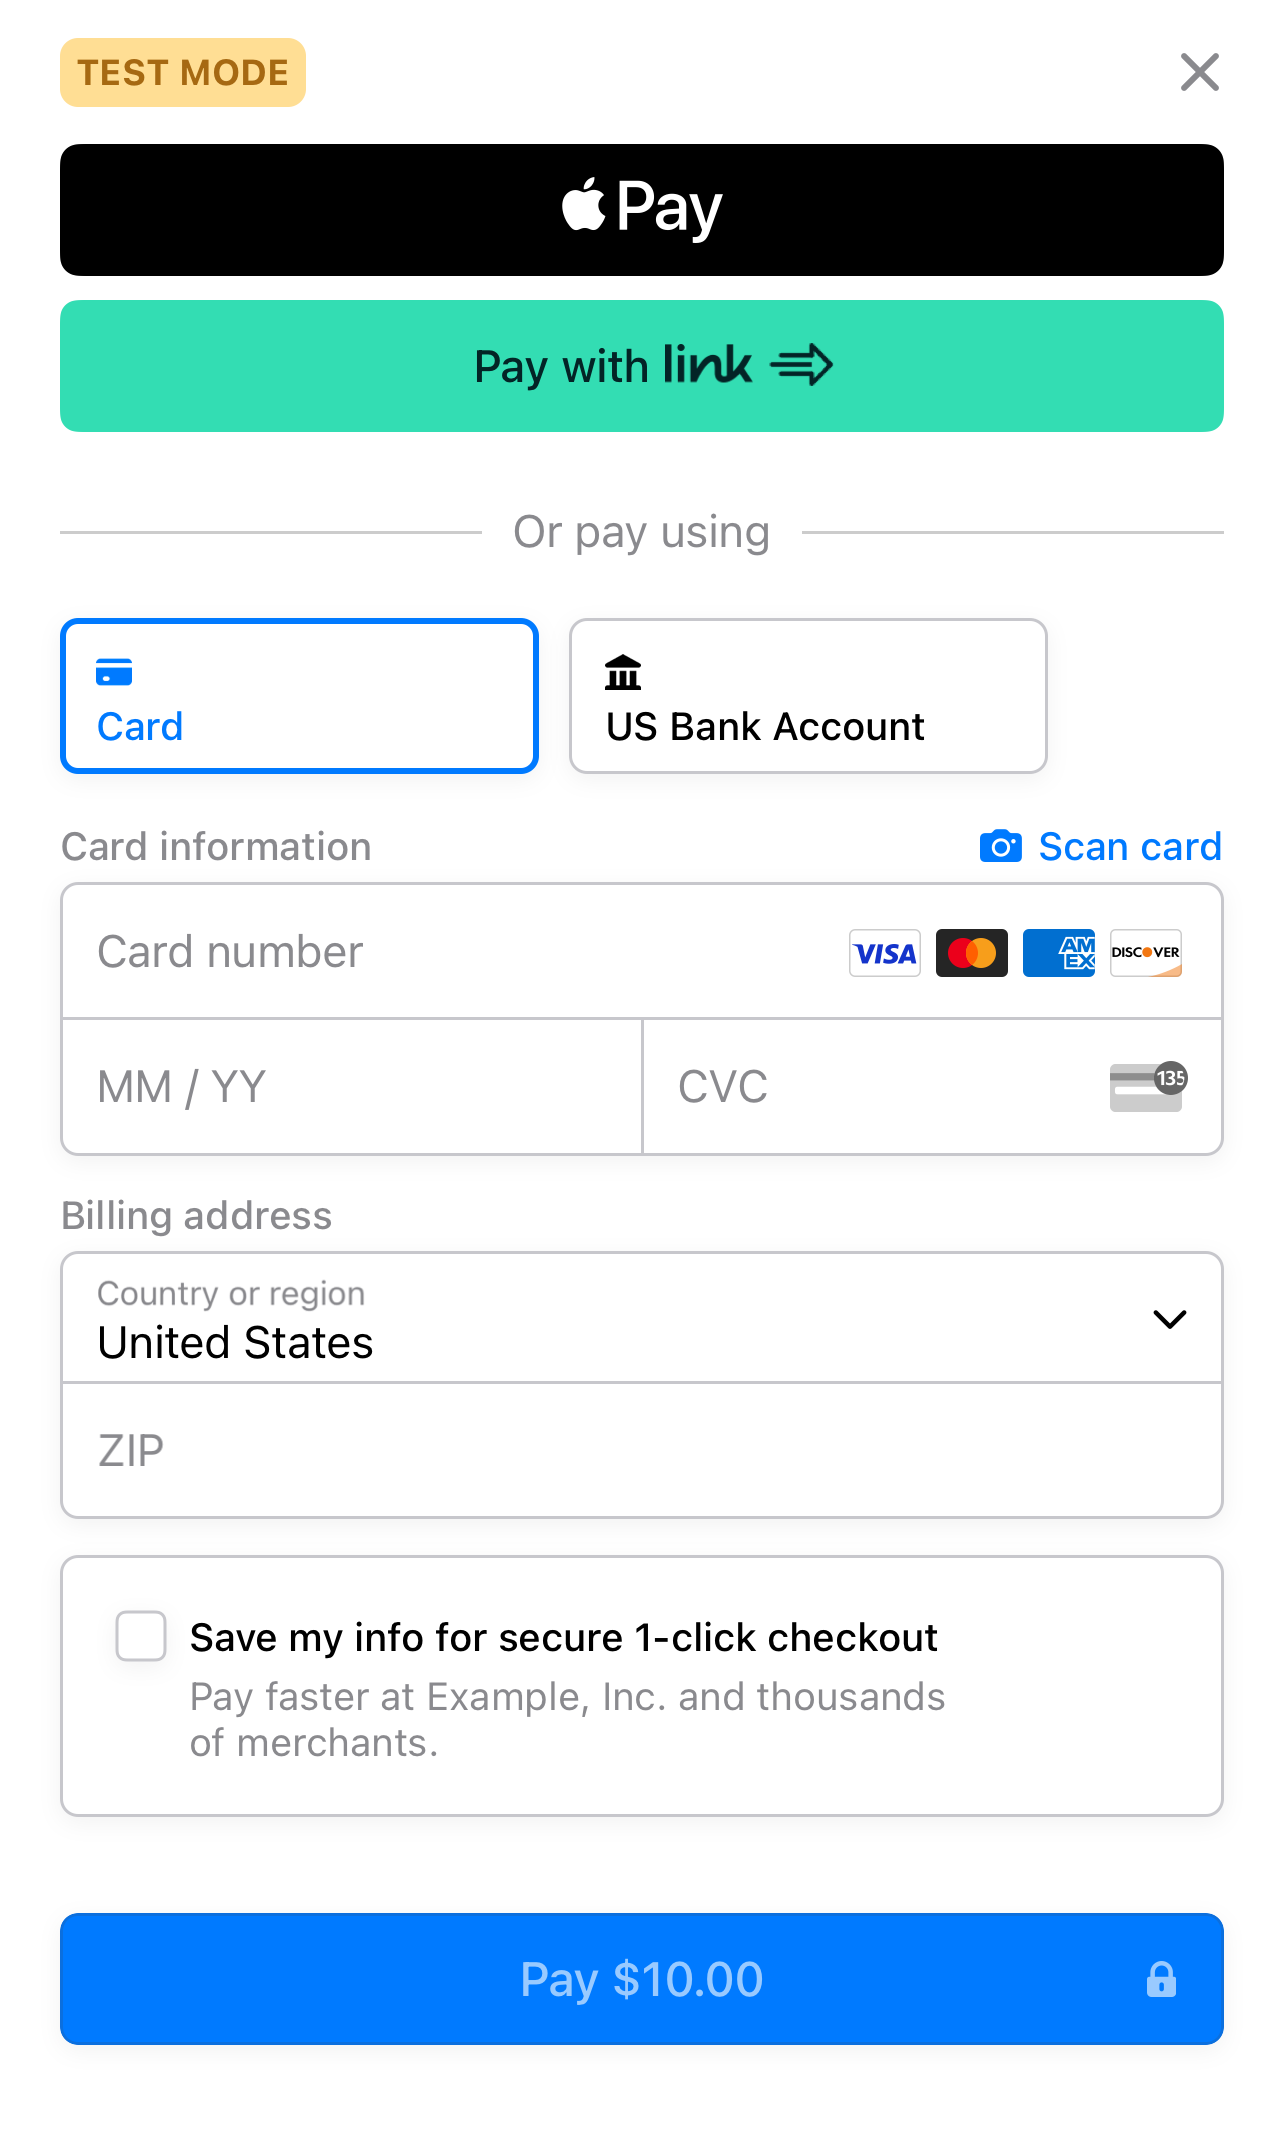 TEST MODE
Pay
Pay with link
Or pay using
Card
US Bank Account
Card information
Scan card
Card number
VISA
AM
EX
DISCOVER
MM / YY
CVC
135
Billing address
Country or region
United States
ZIP
Save my info for secure 1-click checkout
Pay faster at Example, Inc. and thousands
of merchants.
Pay $10.00